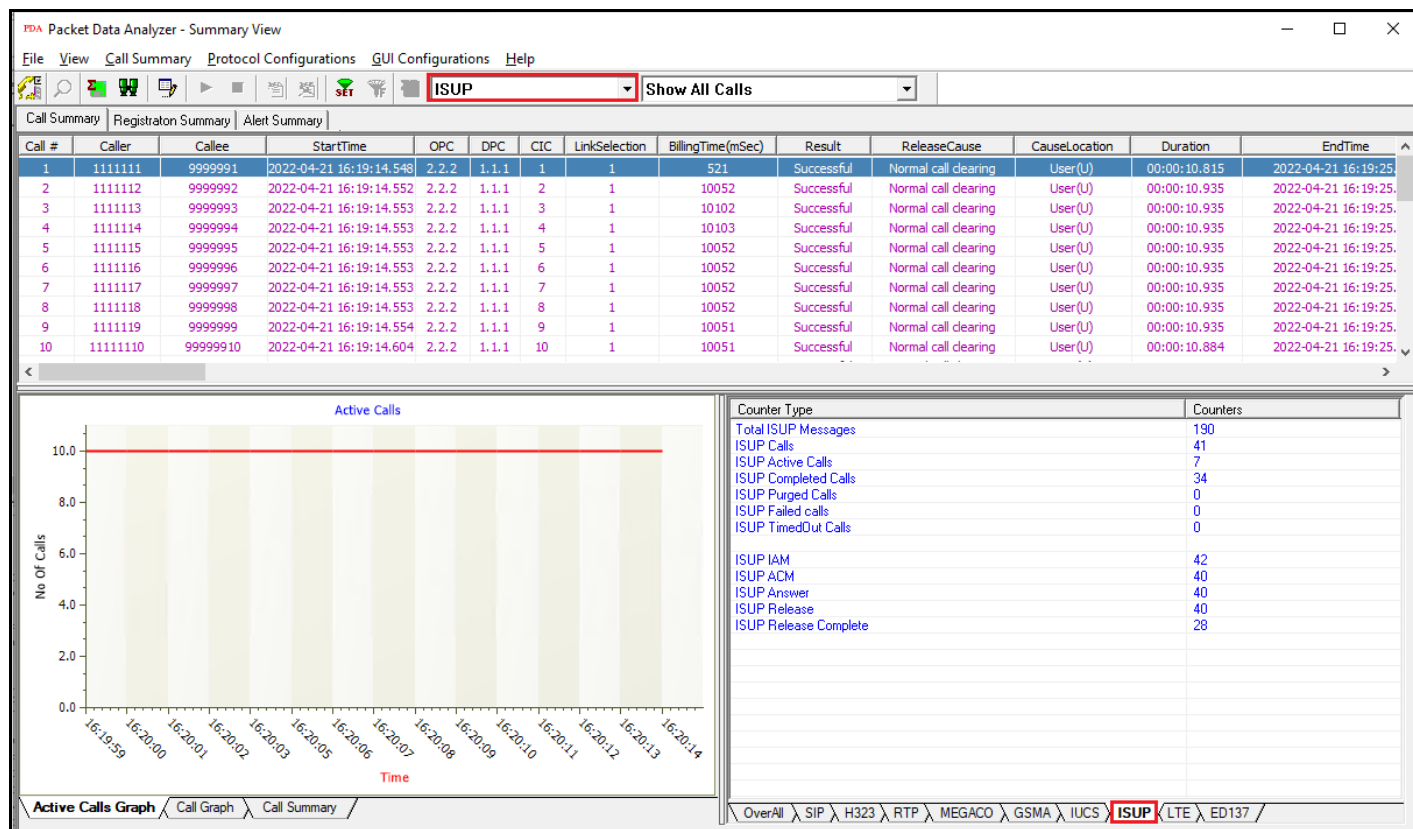 PDA Packet Data Analyzer - Summary View
File View Call Summary Protocol Configurations GUI Configurations Help
SET ISUP Show All Calls
Call Summary Registraton Summary Alert Summary
Call # Caller Callee StartTime OPC DPC CIC LinkSelection BillingTime(mSec) Result ReleaseCause CauseLocation Duration EndTime
1 1111111 9999991 2022-04-21 16:19:14.548 2.2.2 1.1.1 1 1 521 Successful Normal call clearing User(U) 00:00:10.815 2022-04-21 16:19:25.
2 1111112 9999992 2022-04-21 16:19:14.552 2.2.2 1.1.1 2 1 10052 Successful Normal call clearing User(U) 00:00:10.935 2022-04-21 16:19:25.
3 1111113 9999993 2022-04-21 16:19:14.553 2.2.2 1.1.1 3 1 10102 Successful Normal call clearing User(U) 00:00:10.935 2022-04-21 16:19:25.
4 1111114 9999994 2022-04-21 16:19:14.553 2.2.2 1.1.1 4 1 10103 Successful Normal call clearing User(U) 00:00:10.935 2022-04-21 16:19:25.
5 1111115 9999995 2022-04-21 16:19:14.553 2.2.2 1.1.1 5 1 10052 Successful Normal call clearing User(U) 00:00:10.935 2022-04-21 16:19:25.
6 1111116 9999996 2022-04-21 16:19:14.553 2.2.2 1.1.1 6 1 10052 Successful Normal call clearing User(U) 00:00:10.935 2022-04-21 16:19:25.
7 1111117 9999997 2022-04-21 16:19:14.553 2.2.2 1.1.1 7 1 10052 Successful Normal call clearing User(U) 00:00:10.935 2022-04-21 16:19:25.
8 1111118 9999998 2022-04-21 16:19:14.553 2.2.2 1.1.1 8 1 10052 Successful Normal call clearing User(U) 00:00:10.935 2022-04-21 16:19:25.
9 1111119 9999999 2022-04-21 16:19:14.554 2.2.2 1.1.1 9 1 10051 Successful Normal call clearing User(U) 00:00:10.935 2022-04-21 16:19:25.
10 11111110 99999910 2022-04-21 16:19:14.604 2.2.2 1.1.1 10 1 10051 Successful Normal call clearing User(U) 00:00:10.884 2022-04-21 16:19:25.
Active Calls
10.0
8.0
6.0
4.0
2.0
0.0
No Of Calls
16:19:59 16:20:00 16:20:01 16:20:02 16:20:03 16:20:05 16:20:06 16:20:07 16:20:08 16:20:09 16:20:10 16:20:11 16:20:12 16:20:13 16:20:14
Time
Active Calls Graph Call Graph Call Summary
Counter Type Counters
Total ISUP Messages 190
ISUP Calls 41
ISUP Active Calls 7
ISUP Completed Calls 34
ISUP Purged Calls 0
ISUP Failed calls 0
ISUP TimedOut Calls 0
ISUP IAM 42
ISUP ACM 40
ISUP Answer 40
ISUP Release 40
ISUP Release Complete 28
OverAll SIP H323 RTP MEGACO GSMA IUCS ISUP LTE ED137